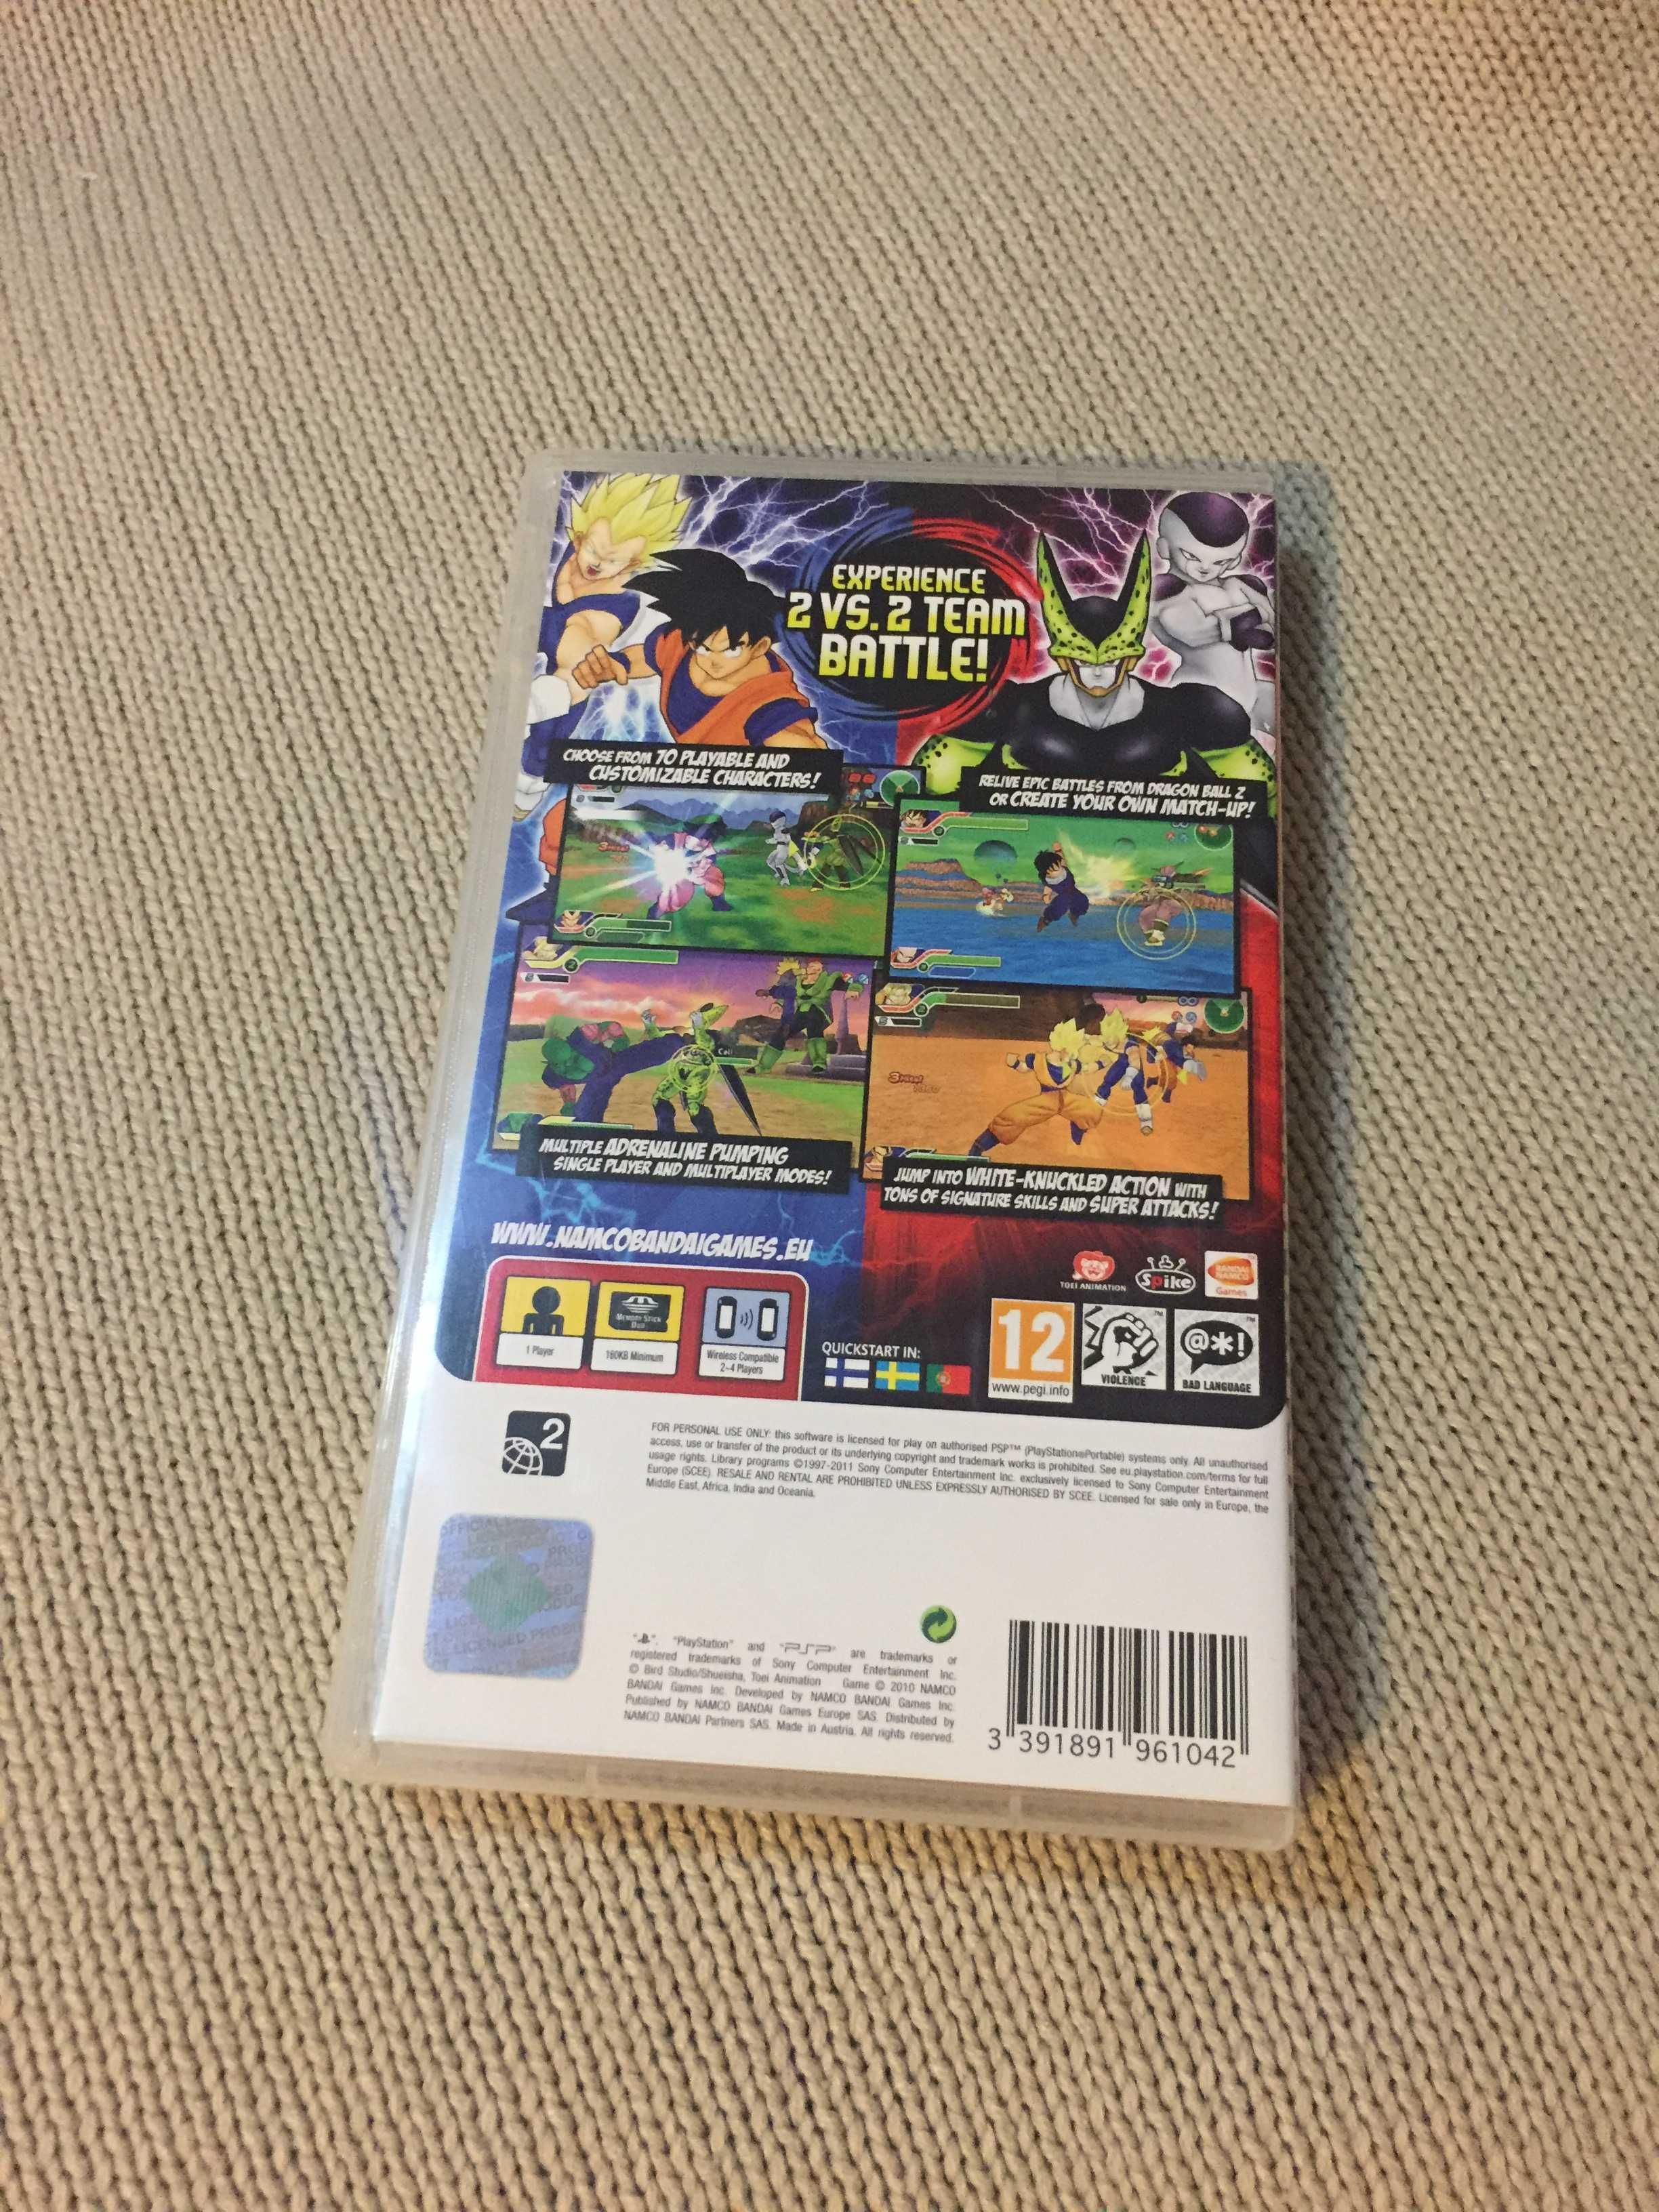 EXPERIENCE
2 VS. 2 TEAM
BATTLE!
CHOOSE FROM 70 PLAYABLE AND
CUSTOMIZABLE CHARACTERS!
RELIVE EPIC BATTLES FROM DRAGON BALL Z
OR CREATE YOUR OWN MATCH-UP!
Cell
MULTIPLE ADRENALINE PUMPING
SINGLE PLAYER AND MULTIPLAYER MODES!
JUMP INTO WHITE-KNUCKLED ACTION WITH
TONS OF SIGNATURE SKILLS AND SUPER ATTACKS!
WWW.NAMCOBANDAIGAMES.EU
TOEI ANIMATION
Spike
BANDAI
NAMCO
Games
MEMORY STICK
DUO
1 Player
160KB Minimum
Wireless Compatible
2-4 Players
QUICKSTART IN:
12
www.pegi.info
VIOLENCE
@*!
BAD LANGUAGE
2
FOR PERSONAL USE ONLY: this software is licensed for play on authorised PSP™ (PlayStation®Portable) systems only. All unauthorised
access, use or transfer of the product or its underlying copyright and trademark works is prohibited. See eu.playstation.com/terms for full
usage rights. Library programs ©1997-2011 Sony Computer Entertainment Inc. exclusively licensed to Sony Computer Entertainment
Europe (SCEE). RESALE AND RENTAL ARE PROHIBITED UNLESS EXPRESSLY AUTHORISED BY SCEE. Licensed for sale only in Europe, the
Middle East, Africa, India and Oceania.
LICENSED
"PlayStation" and "PSP" are trademarks or
registered trademarks of Sony Computer Entertainment Inc.
© Bird Studio/Shueisha, Toei Animation Game © 2010 NAMCO
BANDAI Games Inc. Developed by NAMCO BANDAI Games Inc.
Published by NAMCO BANDAI Games Europe SAS. Distributed by
NAMCO BANDAI Partners SAS. Made in Austria. All rights reserved.
3 391891 961042